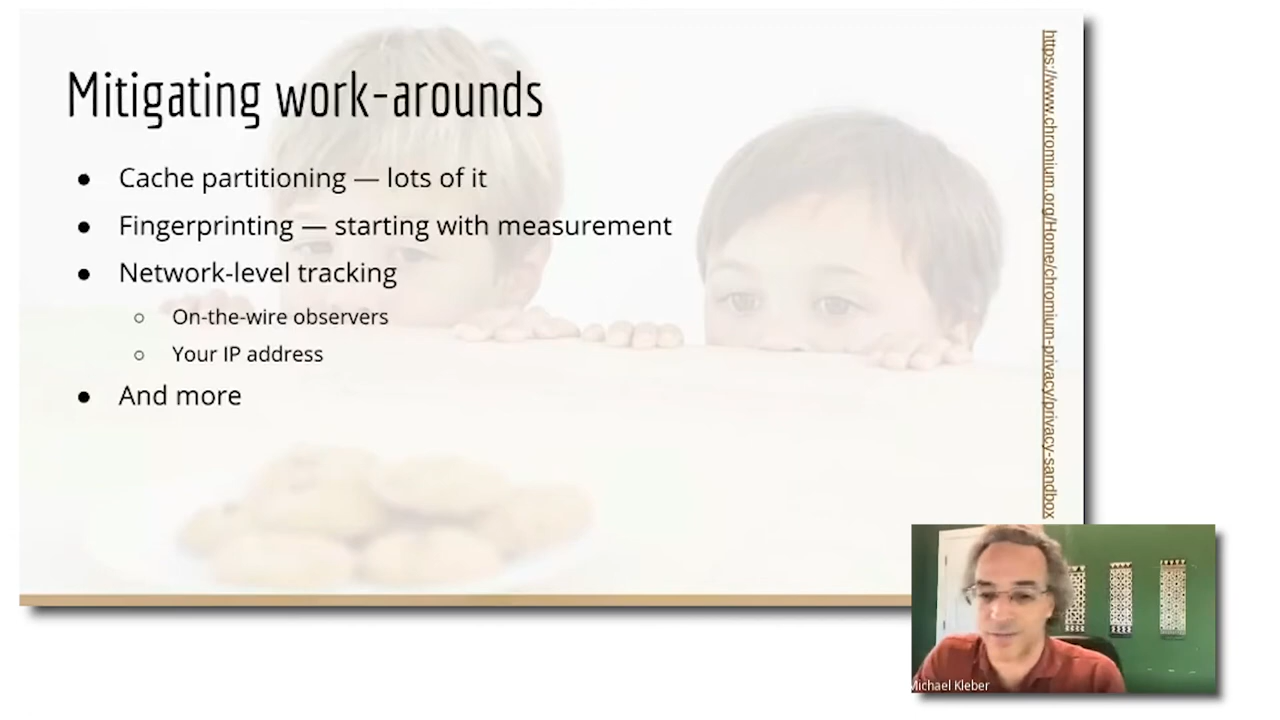 Mitigating work-arounds
● Cache partitioning — lots of it
● Fingerprinting — starting with measurement
● Network-level tracking
○ On-the-wire observers
○ Your IP address
● And more
https://www.chromium.org/Home/chromium-privacy/privacy-sandbox
Michael Kleber